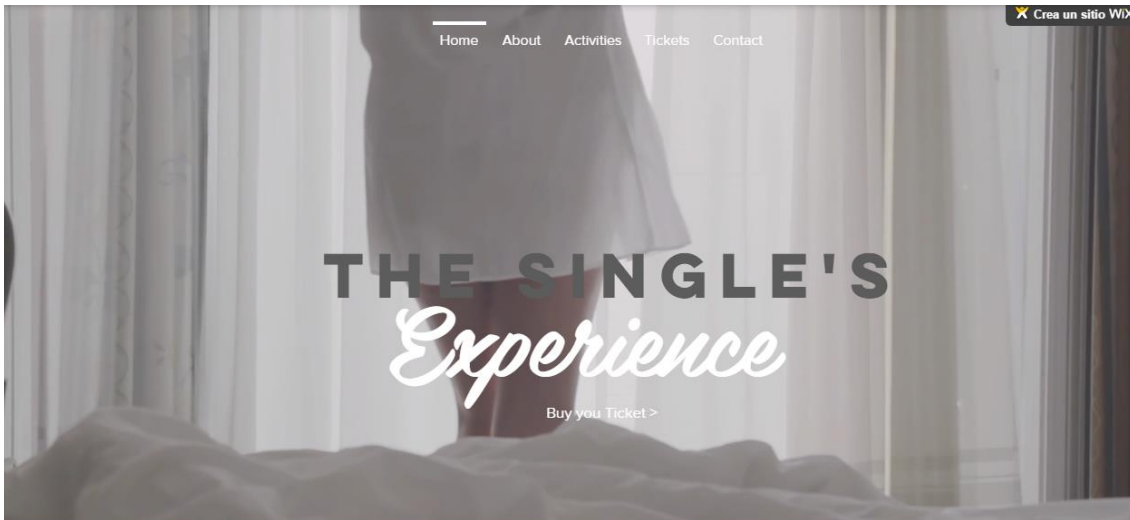 Crea un sitio WiX
Home About Activities Tickets Contact
THE SINGLE'S
Experience
Buy you Ticket >